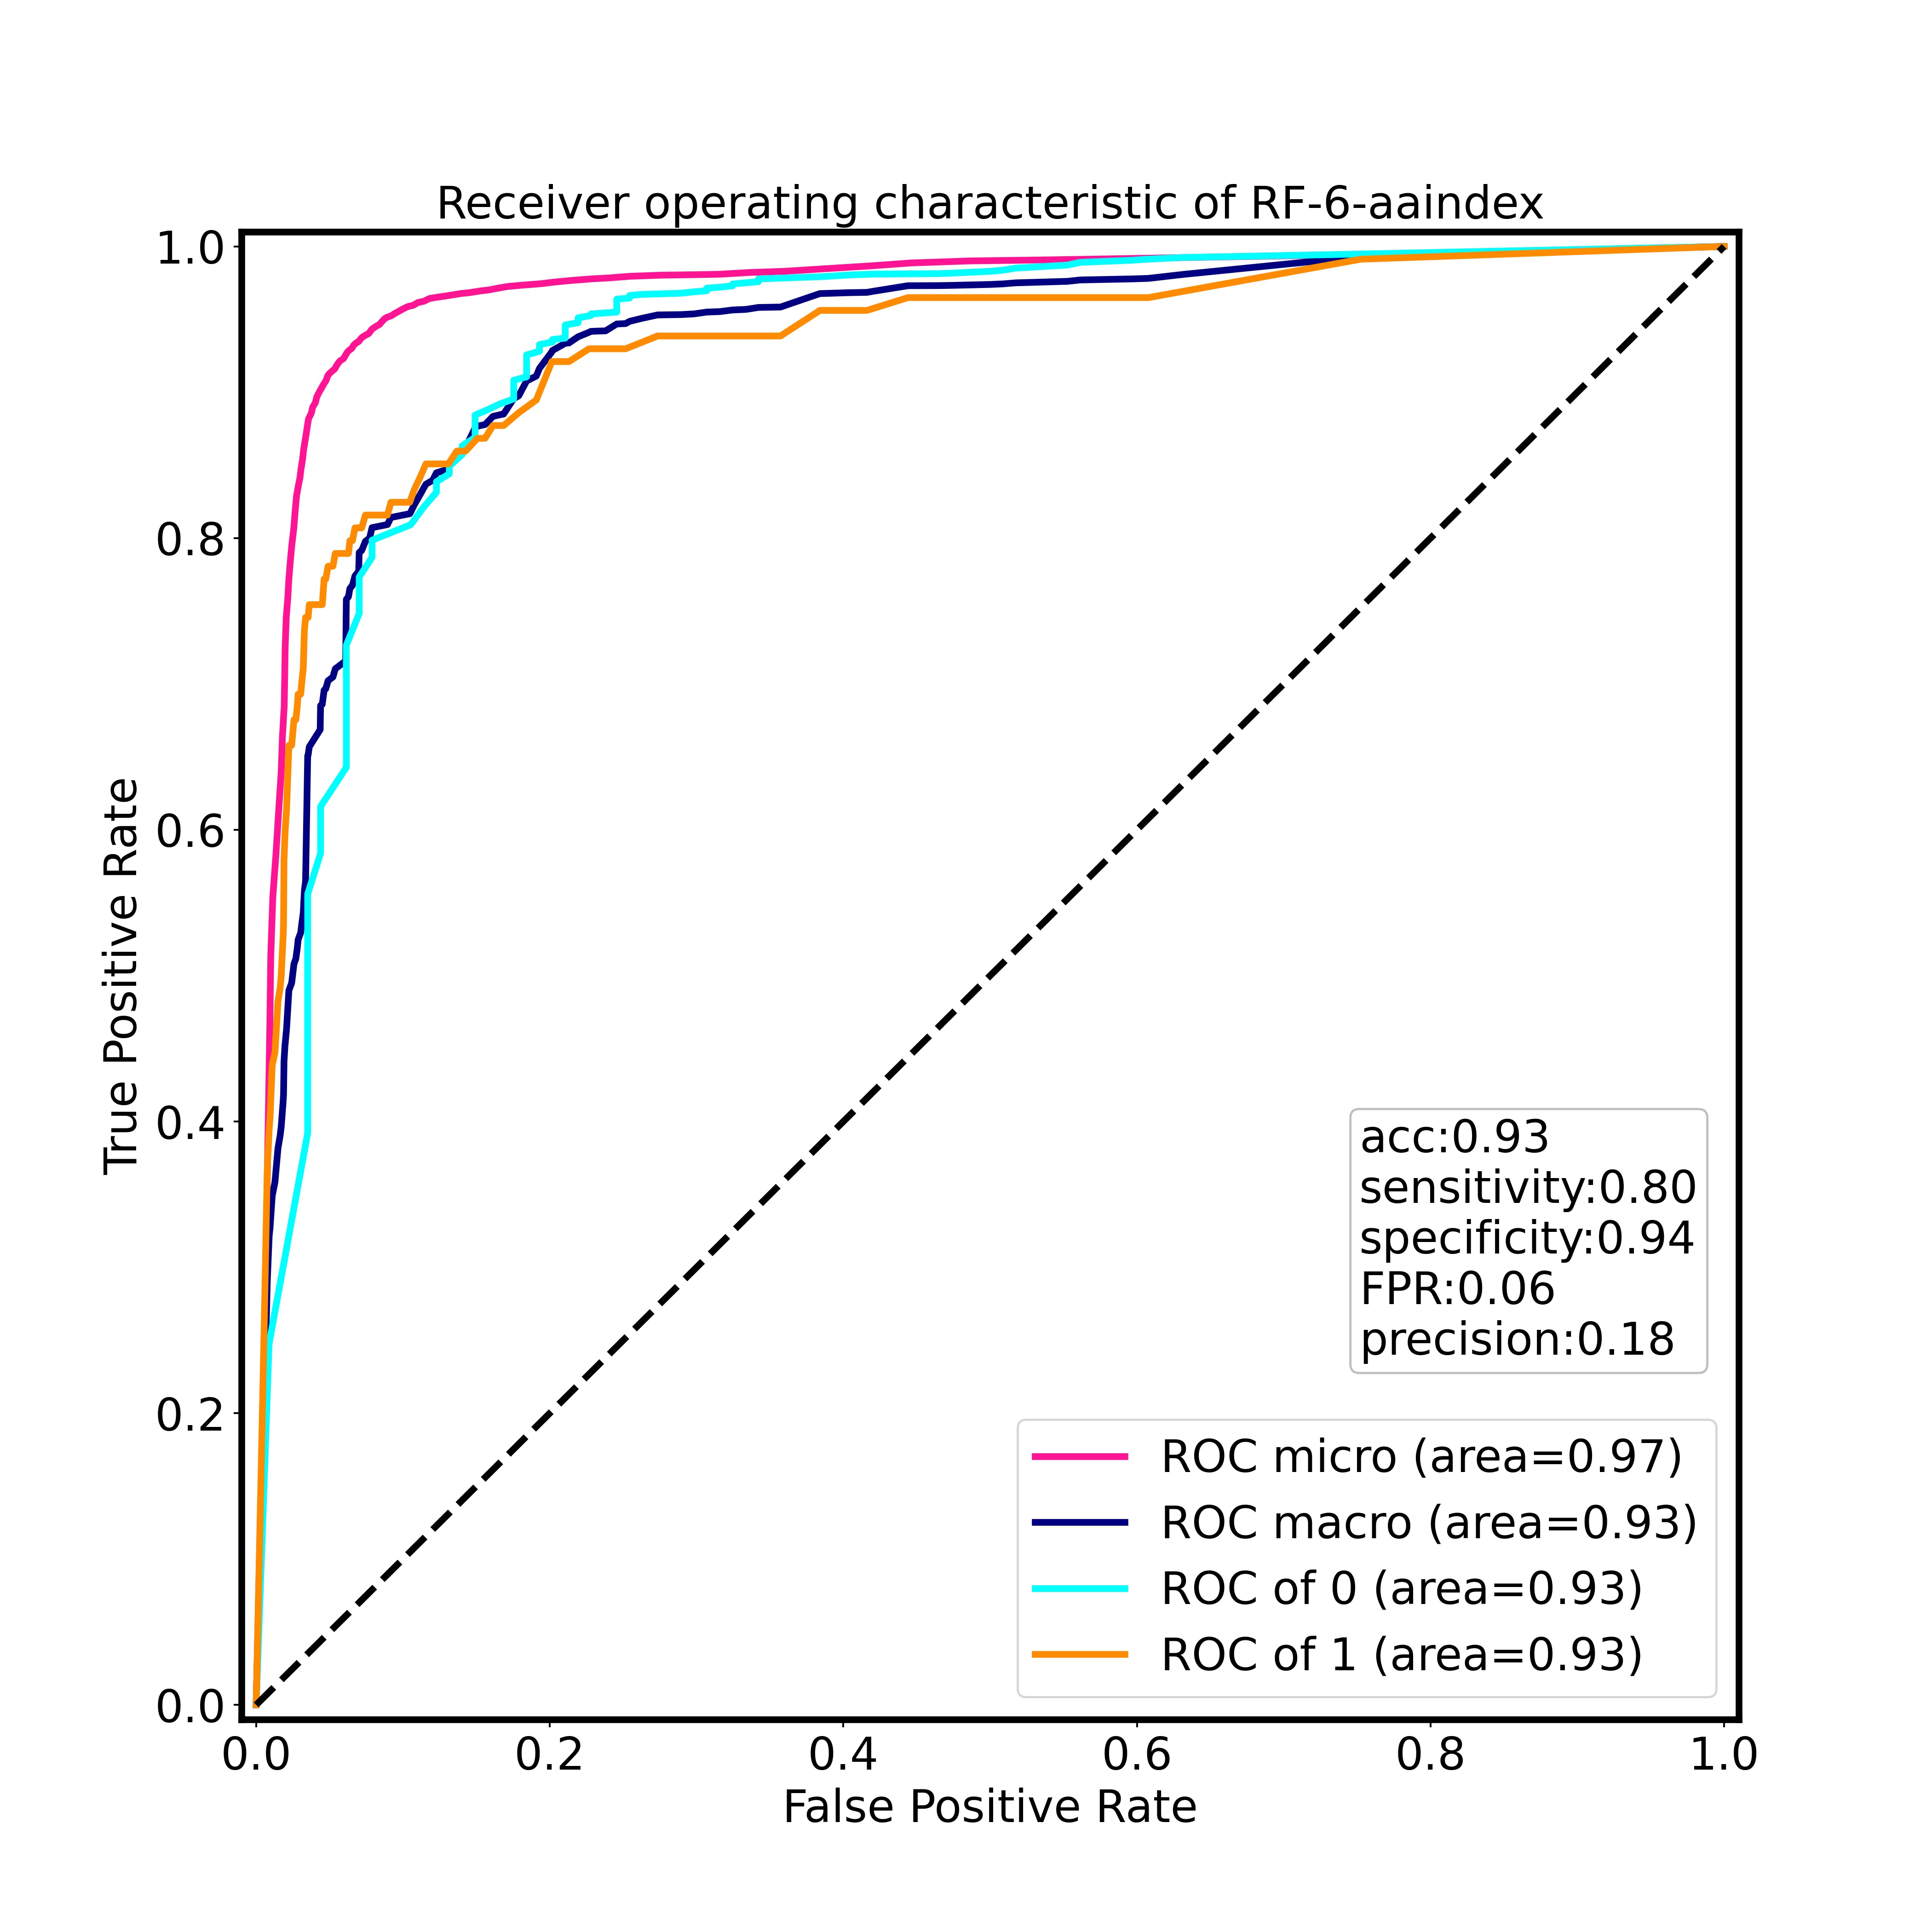 Receiver operating characteristic of RF-6-aaindex
1.0
0.8
0.6
0.4
0.2
0.0
True Positive Rate
acc:0.93
sensitivity:0.80
specificity:0.94
FPR:0.06
precision:0.18
ROC micro (area=0.97)
ROC macro (area=0.93)
ROC of 0 (area=0.93)
ROC of 1 (area=0.93)
0.0 0.2 0.4 0.6 0.8 1.0
False Positive Rate